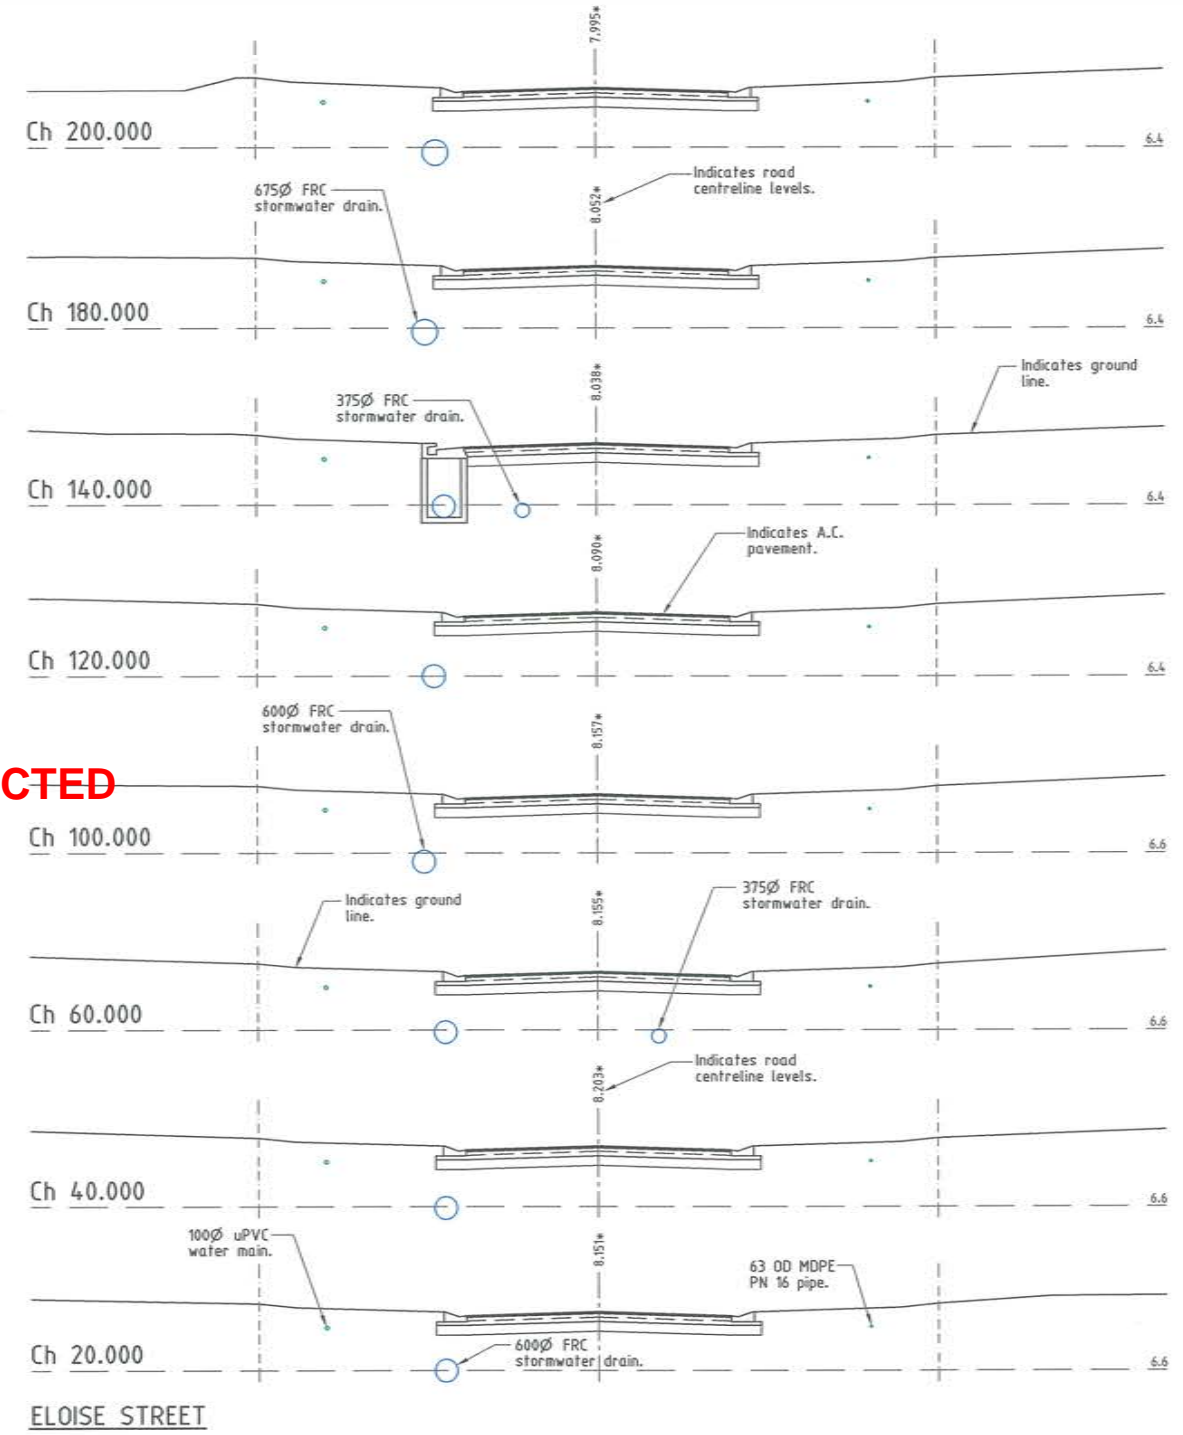 7.995*
Ch 200.000
6.4
Indicates road
centreline levels.
675Ø FRC
stormwater drain.
8.052*
Ch 180.000
6.4
Indicates ground
line.
375Ø FRC
stormwater drain.
8.038*
Ch 140.000
6.4
Indicates A.C.
pavement.
8.090*
Ch 120.000
6.4
600Ø FRC
stormwater drain.
8.157*
CTED
Ch 100.000
6.6
375Ø FRC
stormwater drain.
Indicates ground
line.
8.155*
Ch 60.000
6.6
Indicates road
centreline levels.
8.203*
Ch 40.000
6.6
100Ø uPVC
water main.
8.151*
63 OD MDPE
PN 16 pipe.
600Ø FRC
stormwater drain.
Ch 20.000
6.6
ELOISE STREET